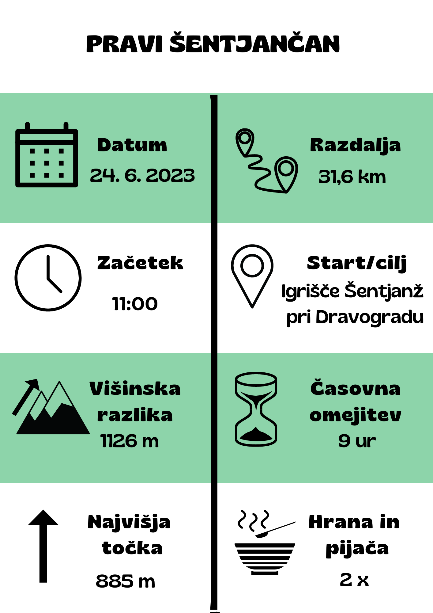 PRAVI ŠENTJANČAN
Datum
24. 6. 2023
Razdalja
31,6 km
Začetek
11:00
Start/cilj
Igrišče Šentjanž
pri Dravogradu
Višinska
razlika
1126 m
Časovna
omejitev
9 ur
Najvišja
točka
885 m
Hrana in
pijača
2 x